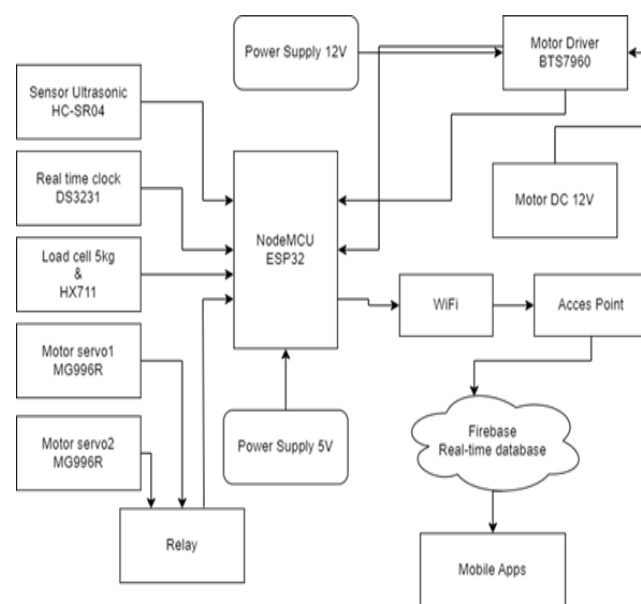 Power Supply 12V
Motor Driver
BTS7960
Sensor Ultrasonic
HC-SR04
Real time clock
DS3231
NodeMCU
ESP32
Motor DC 12V
Load cell 5kg
&
HX711
WiFi
Acces Point
Motor servo1
MG996R
Motor servo2
MG996R
Power Supply 5V
Firebase
Real-time database
Relay
Mobile Apps